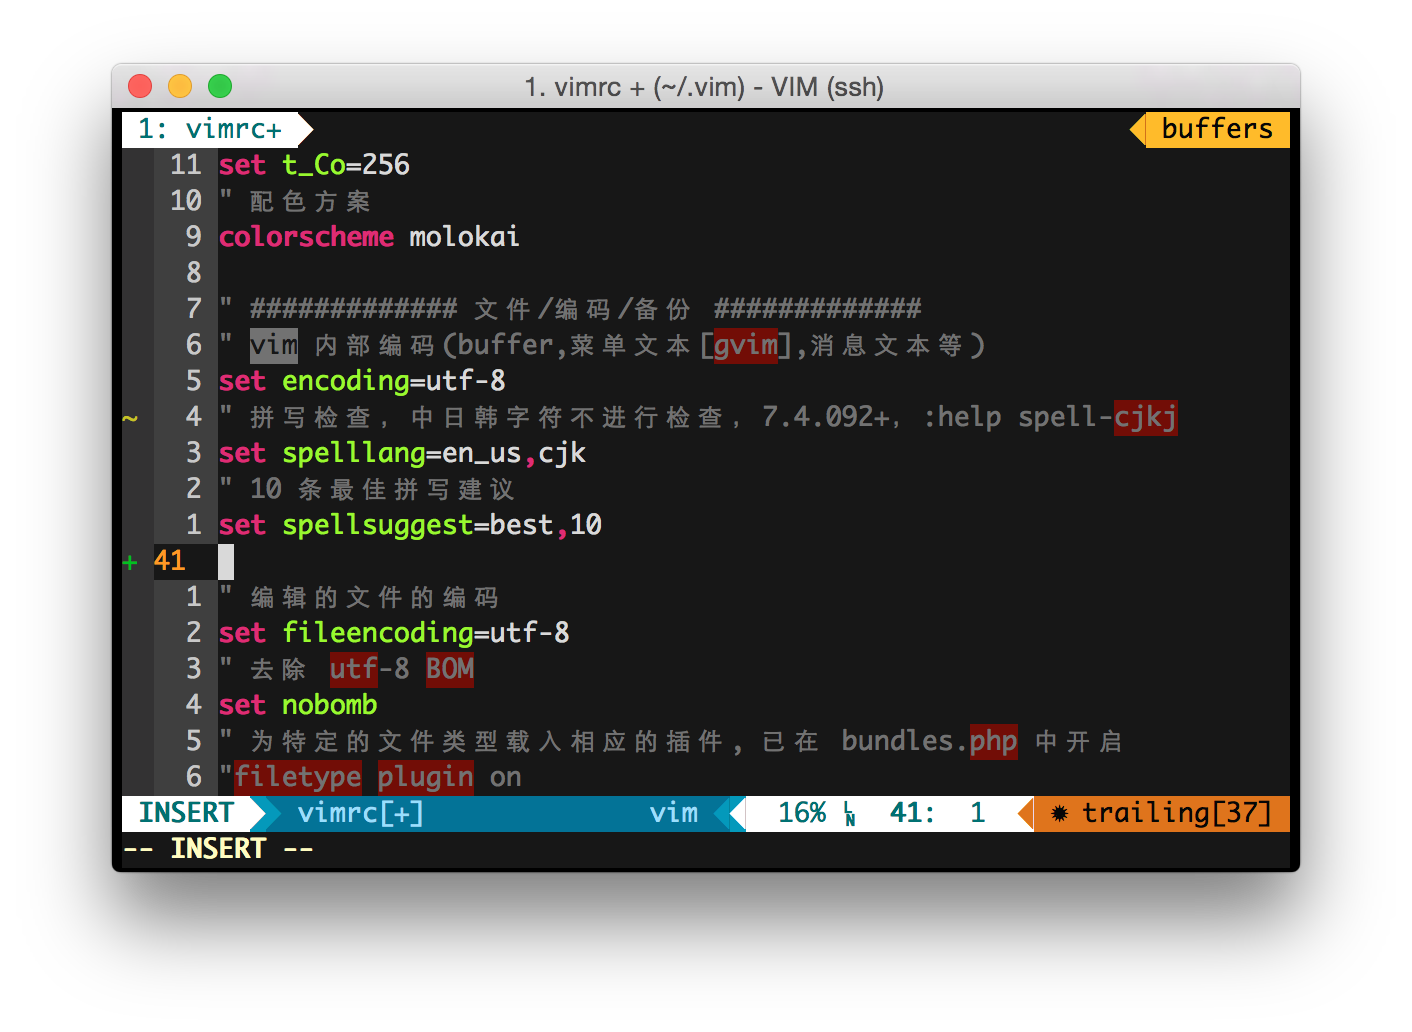 1. vimrc + (~/.vim) - VIM (ssh)
1: vimrc+ buffers
11 set t_Co=256
10 " 配色方案
9 colorscheme molokai
8
7 " ############# 文件/编码/备份 #############
6 " vim 内部编码(buffer,菜单文本[gvim],消息文本等)
5 set encoding=utf-8
~ 4 " 拼写检查，中日韩字符不进行检查，7.4.092+，:help spell-cjkj
3 set spelllang=en_us,cjk
2 " 10 条最佳拼写建议
1 set spellsuggest=best,10
+ 41
1 " 编辑的文件的编码
2 set fileencoding=utf-8
3 " 去除 utf-8 BOM
4 set nobomb
5 " 为特定的文件类型载入相应的插件，已在 bundles.php 中开启
6 "filetype plugin on
INSERT vimrc[+] vim 16% LN 41: 1 ✹ trailing[37]
-- INSERT --